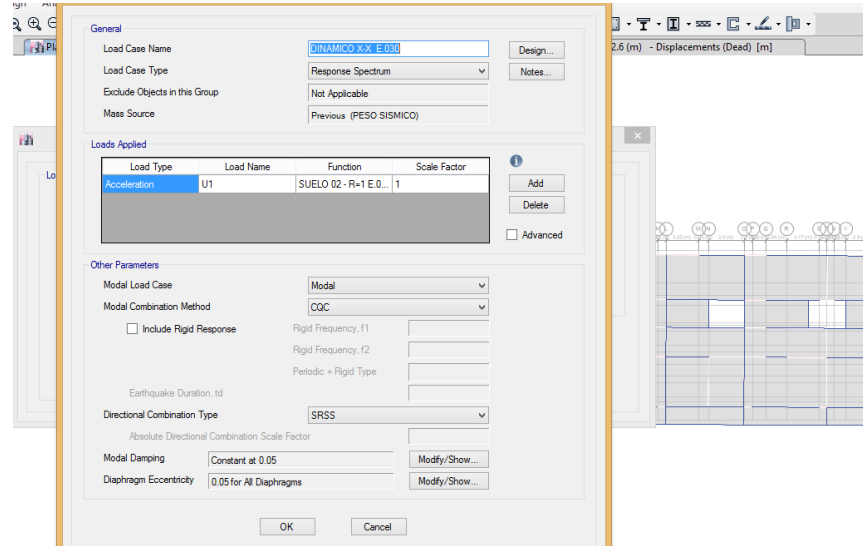 2.6 (m) - Displacements (Dead) [m]
General
Load Case Name DINAMICO X-X E.030 Design...
Load Case Type Response Spectrum Notes...
Exclude Objects in this Group Not Applicable
Mass Source Previous (PESO SISMICO)
Loads Applied
Load Type Load Name Function Scale Factor
Acceleration U1 SUELO 02 - R=1 E.0... 1 Add
Delete
Advanced
Other Parameters
Modal Load Case Modal
Modal Combination Method CQC
Include Rigid Response Rigid Frequency, f1
Rigid Frequency, f2
Periodic + Rigid Type
Earthquake Duration, td
Directional Combination Type SRSS
Absolute Directional Combination Scale Factor
Modal Damping Constant at 0.05 Modify/Show...
Diaphragm Eccentricity 0.05 for All Diaphragms Modify/Show...
OK Cancel